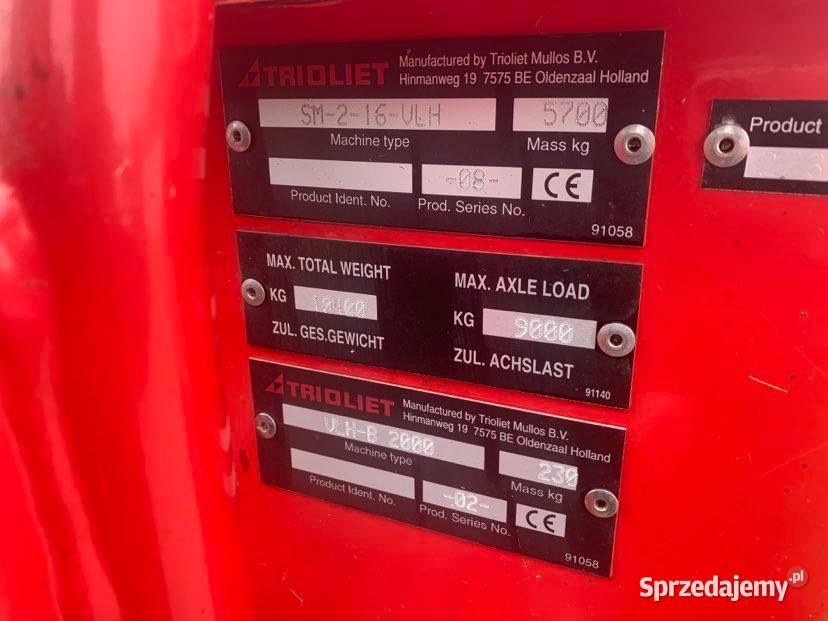 TRIOLIET
Manufactured by Trioliet Mullos B.V.
Hinmanweg 19 7575 BE Oldenzaal Holland
SM-2-16-VLH
5700
Machine type
Mass kg
-08-
CE
Product Ident. No.
Prod. Series No.
91058
Product
MAX. TOTAL WEIGHT
KG 10400
ZUL. GES.GEWICHT
MAX. AXLE LOAD
KG 9000
ZUL. ACHSLAST
91140
TRIOLIET
Manufactured by Trioliet Mullos B.V.
Hinmanweg 19 7575 BE Oldenzaal Holland
VLH-B 2000
230
Machine type
Mass kg
-02-
CE
Product Ident. No.
Prod. Series No.
91058
Sprzedajemy.pl